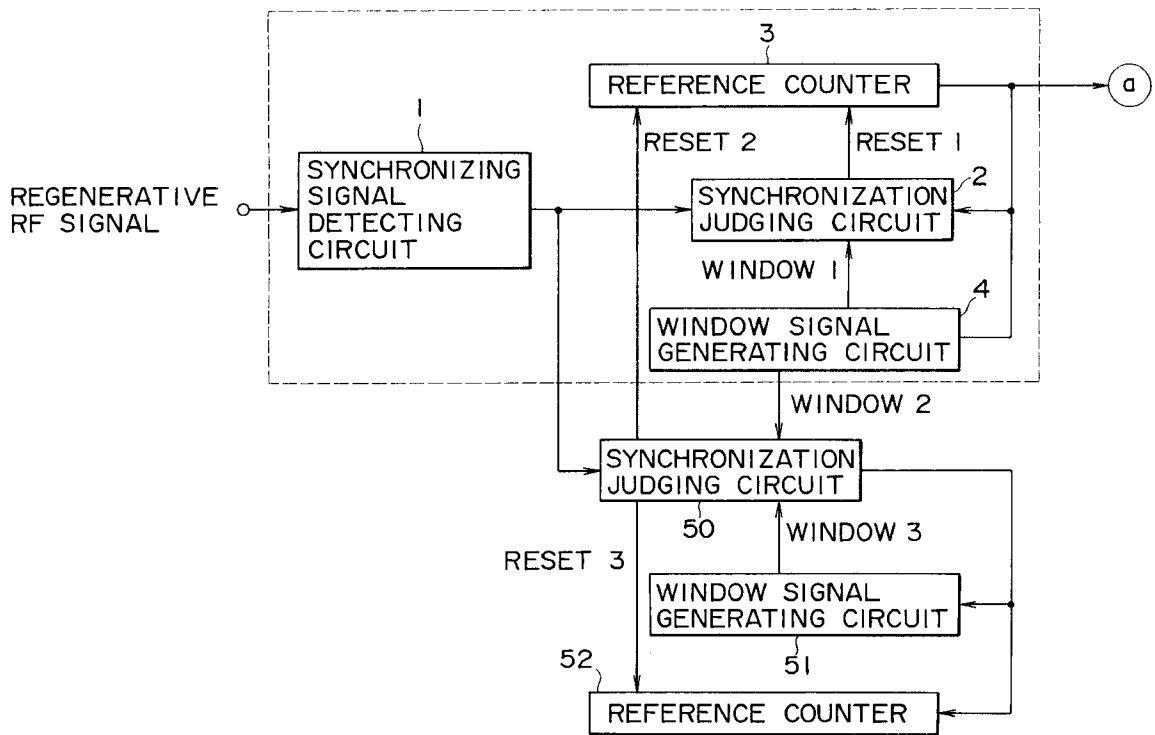 3
REFERENCE COUNTER
a
1
RESET 2
RESET 1
SYNCHRONIZING
SIGNAL
DETECTING
CIRCUIT
REGENERATIVE
RF SIGNAL
2
SYNCHRONIZATION
JUDGING CIRCUIT
WINDOW 1
4
WINDOW SIGNAL
GENERATING CIRCUIT
WINDOW 2
SYNCHRONIZATION
JUDGING CIRCUIT
50
WINDOW 3
RESET 3
WINDOW SIGNAL
GENERATING CIRCUIT
51
52
REFERENCE COUNTER